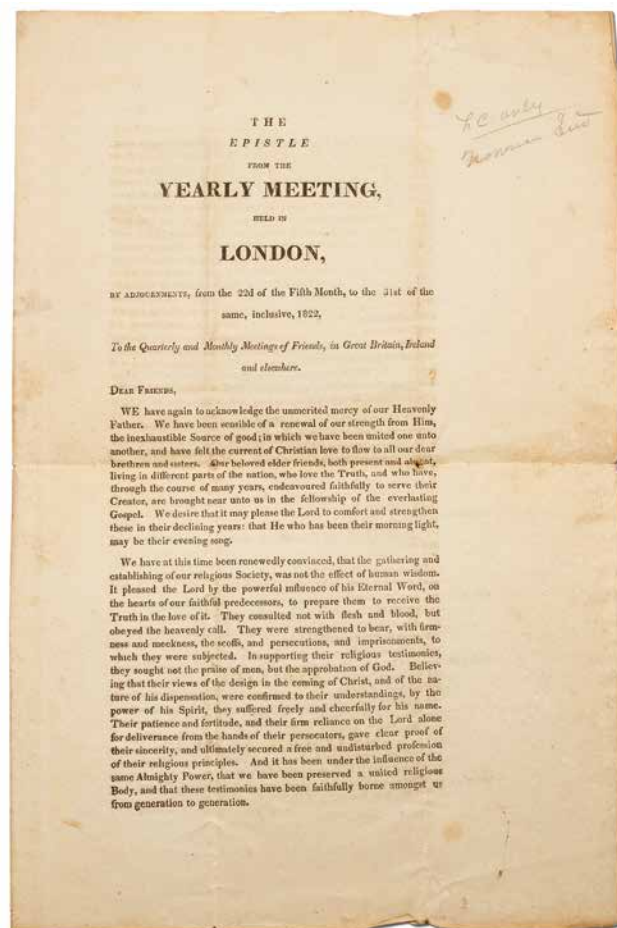 THE
EPISTLE
FROM THE
YEARLY MEETING,
HELD IN
LONDON,
BY ADJOURNMENTS, from the 22d of the Fifth Month, to the 31st of the
same, inclusive, 1822,
To the Quarterly and Monthly Meetings of Friends, in Great Britain, Ireland
and elsewhere.
DEAR FRIENDS,
WE have again to acknowledge the unmerited mercy of our Heavenly
Father. We have been sensible of a renewal of our strength from Him,
the inexhaustible Source of good; in which we have been united one unto
another, and have felt the current of Christian love to flow to all our dear
brethren and sisters. Our beloved elder friends, both present and absent,
living in different parts of the nation, who love the Truth, and who have,
through the course of many years, endeavoured faithfully to serve their
Creator, are brought near unto us in the fellowship of the everlasting
Gospel. We desire that it may please the Lord to comfort and strengthen
these in their declining years: that He who has been their morning light,
may be their evening song.
We have at this time been renewedly convinced, that the gathering and
establishing of our religious Society, was not the effect of human wisdom.
It pleased the Lord by the powerful influence of his Eternal Word, on
the hearts of our faithful predecessors, to prepare them to receive the
Truth in the love of it. They consulted not with flesh and blood, but
obeyed the heavenly call. They were strengthened to bear, with firm-
ness and meekness, the scoffs, and persecutions, and imprisonments, to
which they were subjected. In supporting their religious testimonies,
they sought not the praise of men, but the approbation of God. Believ-
ing that their views of the design in the coming of Christ, and of the na-
ture of his dispensation, were confirmed to their understandings, by the
power of his Spirit, they suffered freely and cheerfully for his name.
Their patience and fortitude, and their firm reliance on the Lord alone
for deliverance from the hands of their persecutors, gave clear proof of
their sincerity, and ultimately secured a free and undisturbed profession
of their religious principles. And it has been under the influence of the
same Almighty Power, that we have been preserved a united religious
Body, and that these testimonies have been faithfully borne amongst us
from generation to generation.